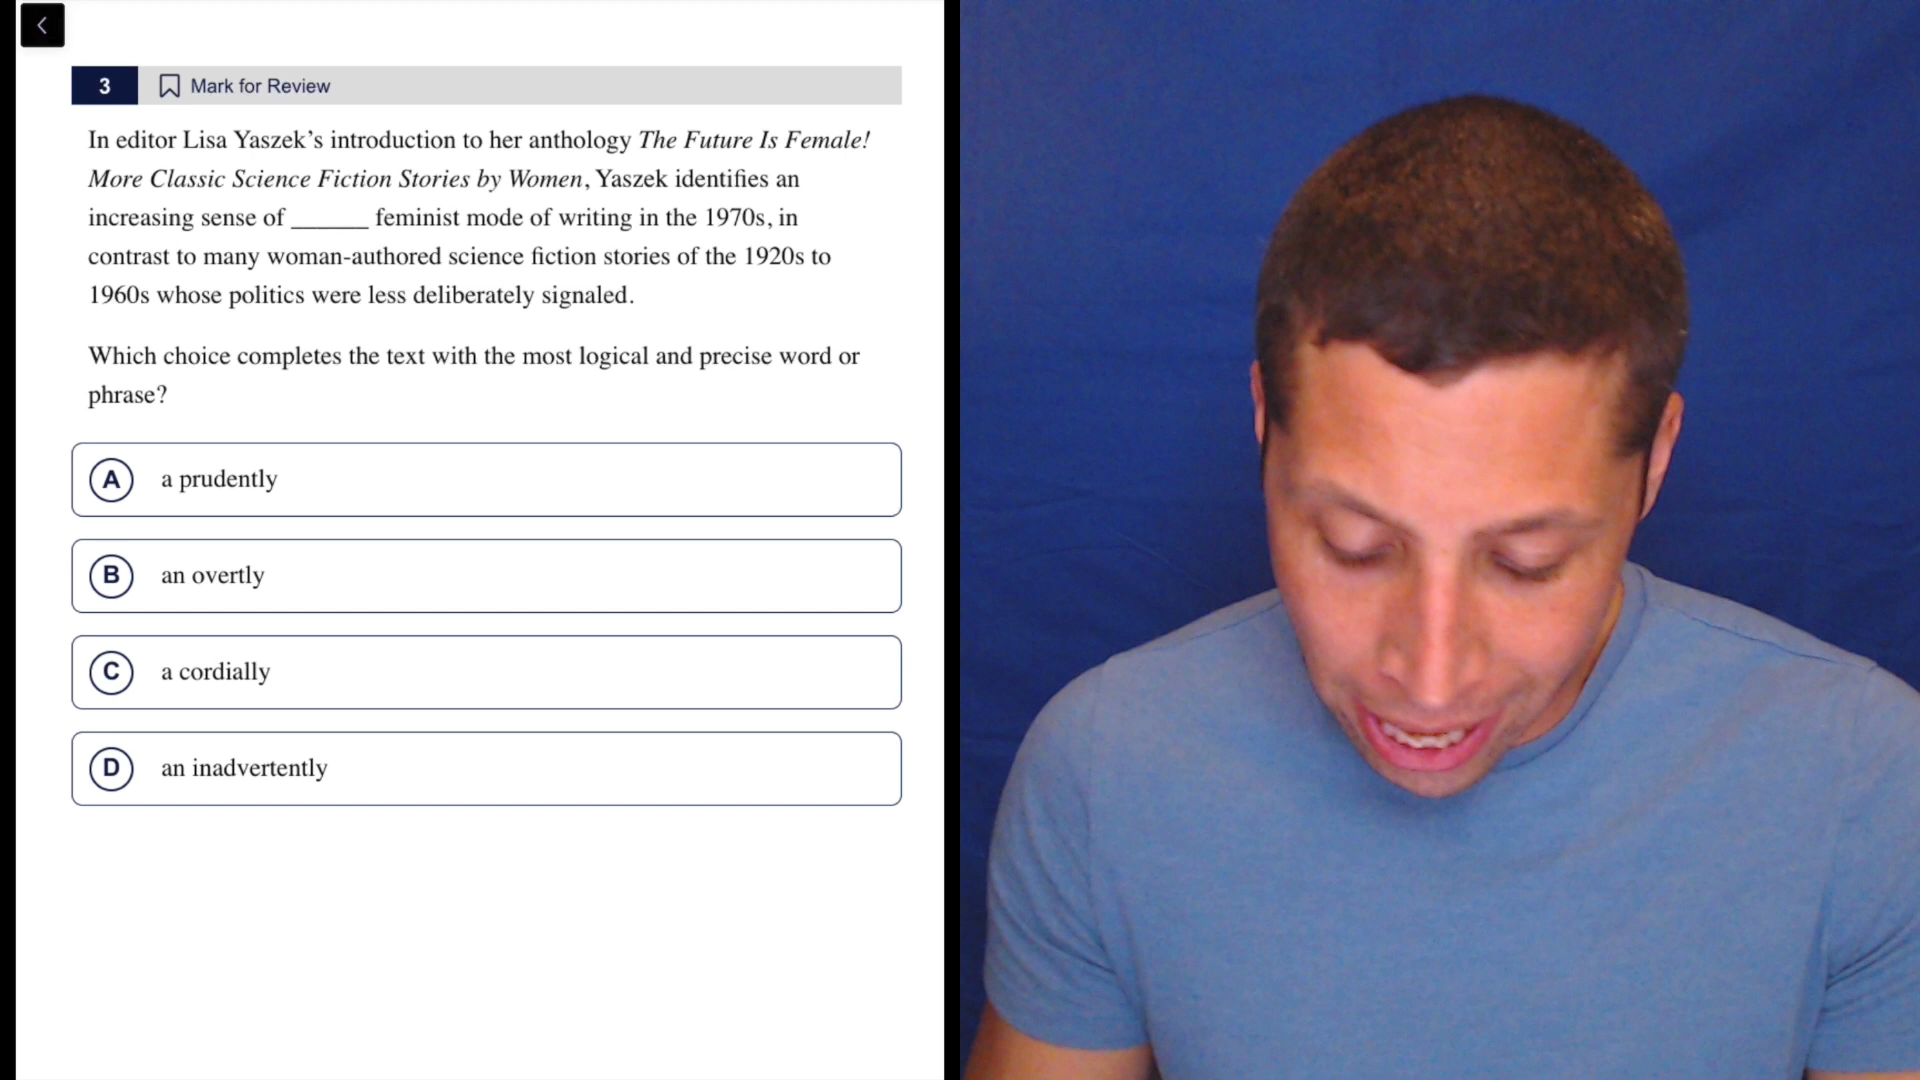 3 Mark for Review
In editor Lisa Yaszek’s introduction to her anthology The Future Is Female!
More Classic Science Fiction Stories by Women, Yaszek identifies an
increasing sense of ______ feminist mode of writing in the 1970s, in
contrast to many woman-authored science fiction stories of the 1920s to
1960s whose politics were less deliberately signaled.
Which choice completes the text with the most logical and precise word or
phrase?
A a prudently
B an overtly
C a cordially
D an inadvertently